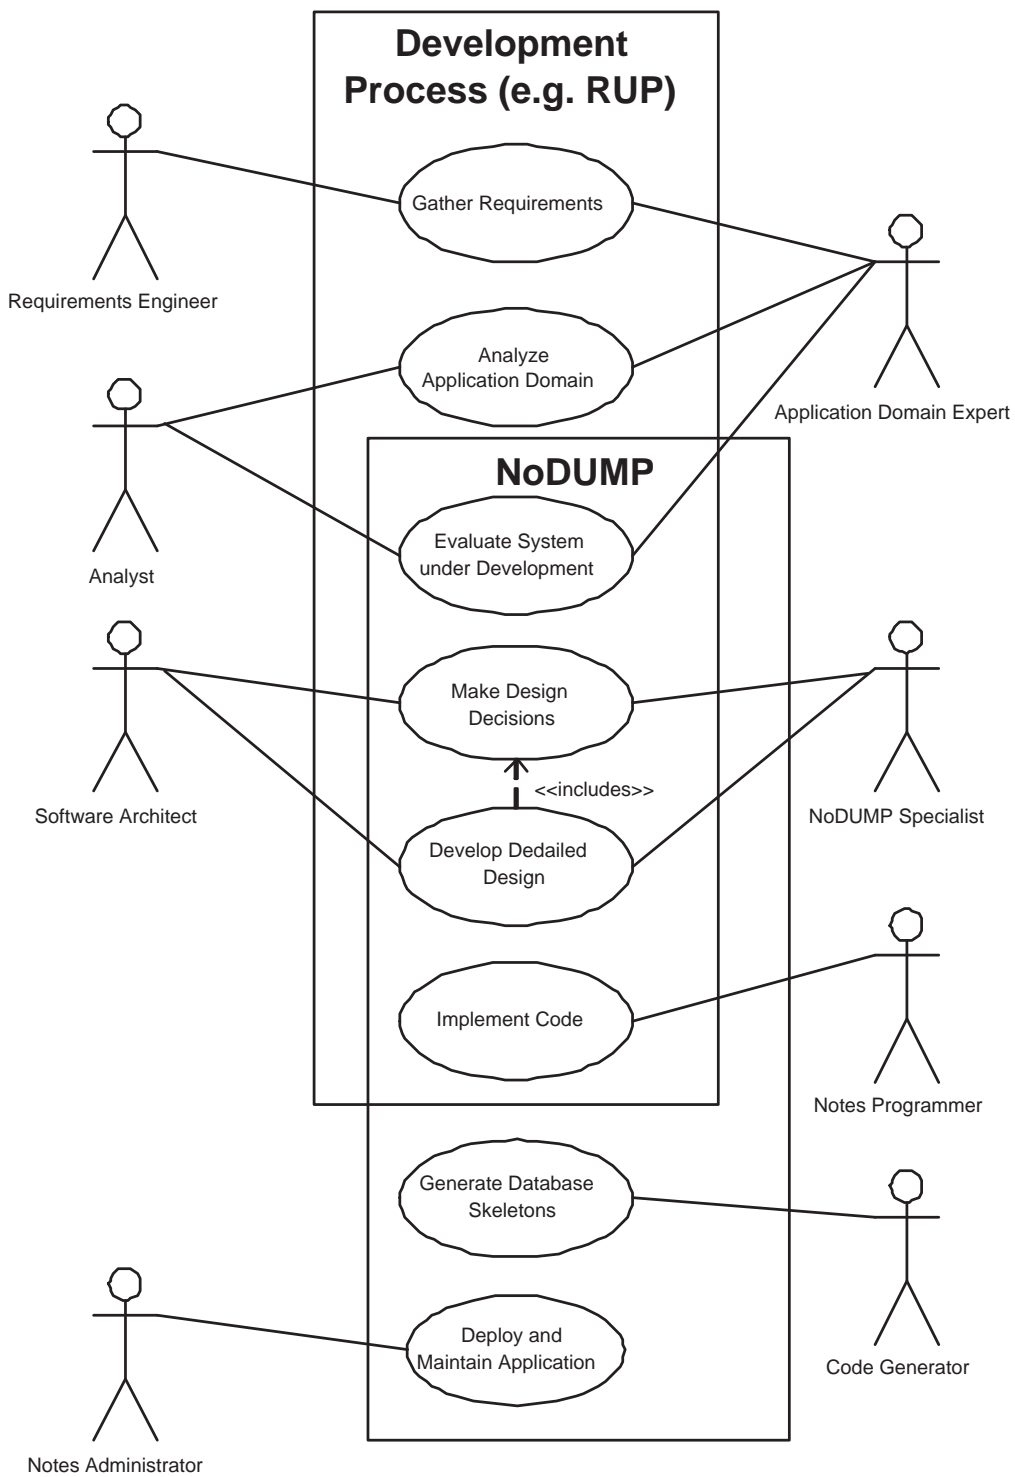 Development
Process (e.g. RUP)
Gather Requirements
Requirements Engineer
Analyze
Application Domain
Application Domain Expert
NoDUMP
Evaluate System
under Development
Analyst
Make Design
Decisions
<<includes>>
Software Architect
NoDUMP Specialist
Develop Dedailed
Design
Implement Code
Notes Programmer
Generate Database
Skeletons
Deploy and
Maintain Application
Code Generator
Notes Administrator